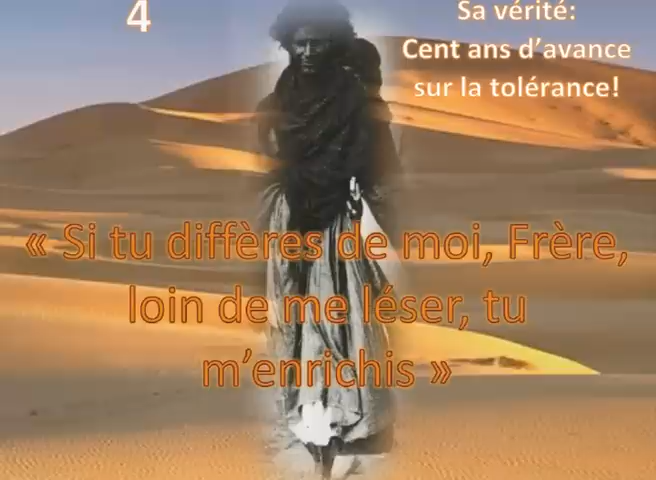 4
Sa vérité:
Cent ans d’avance
sur la tolérance!
« Si tu diffères de moi, Frère,
loin de me léser, tu
m’enrichis »